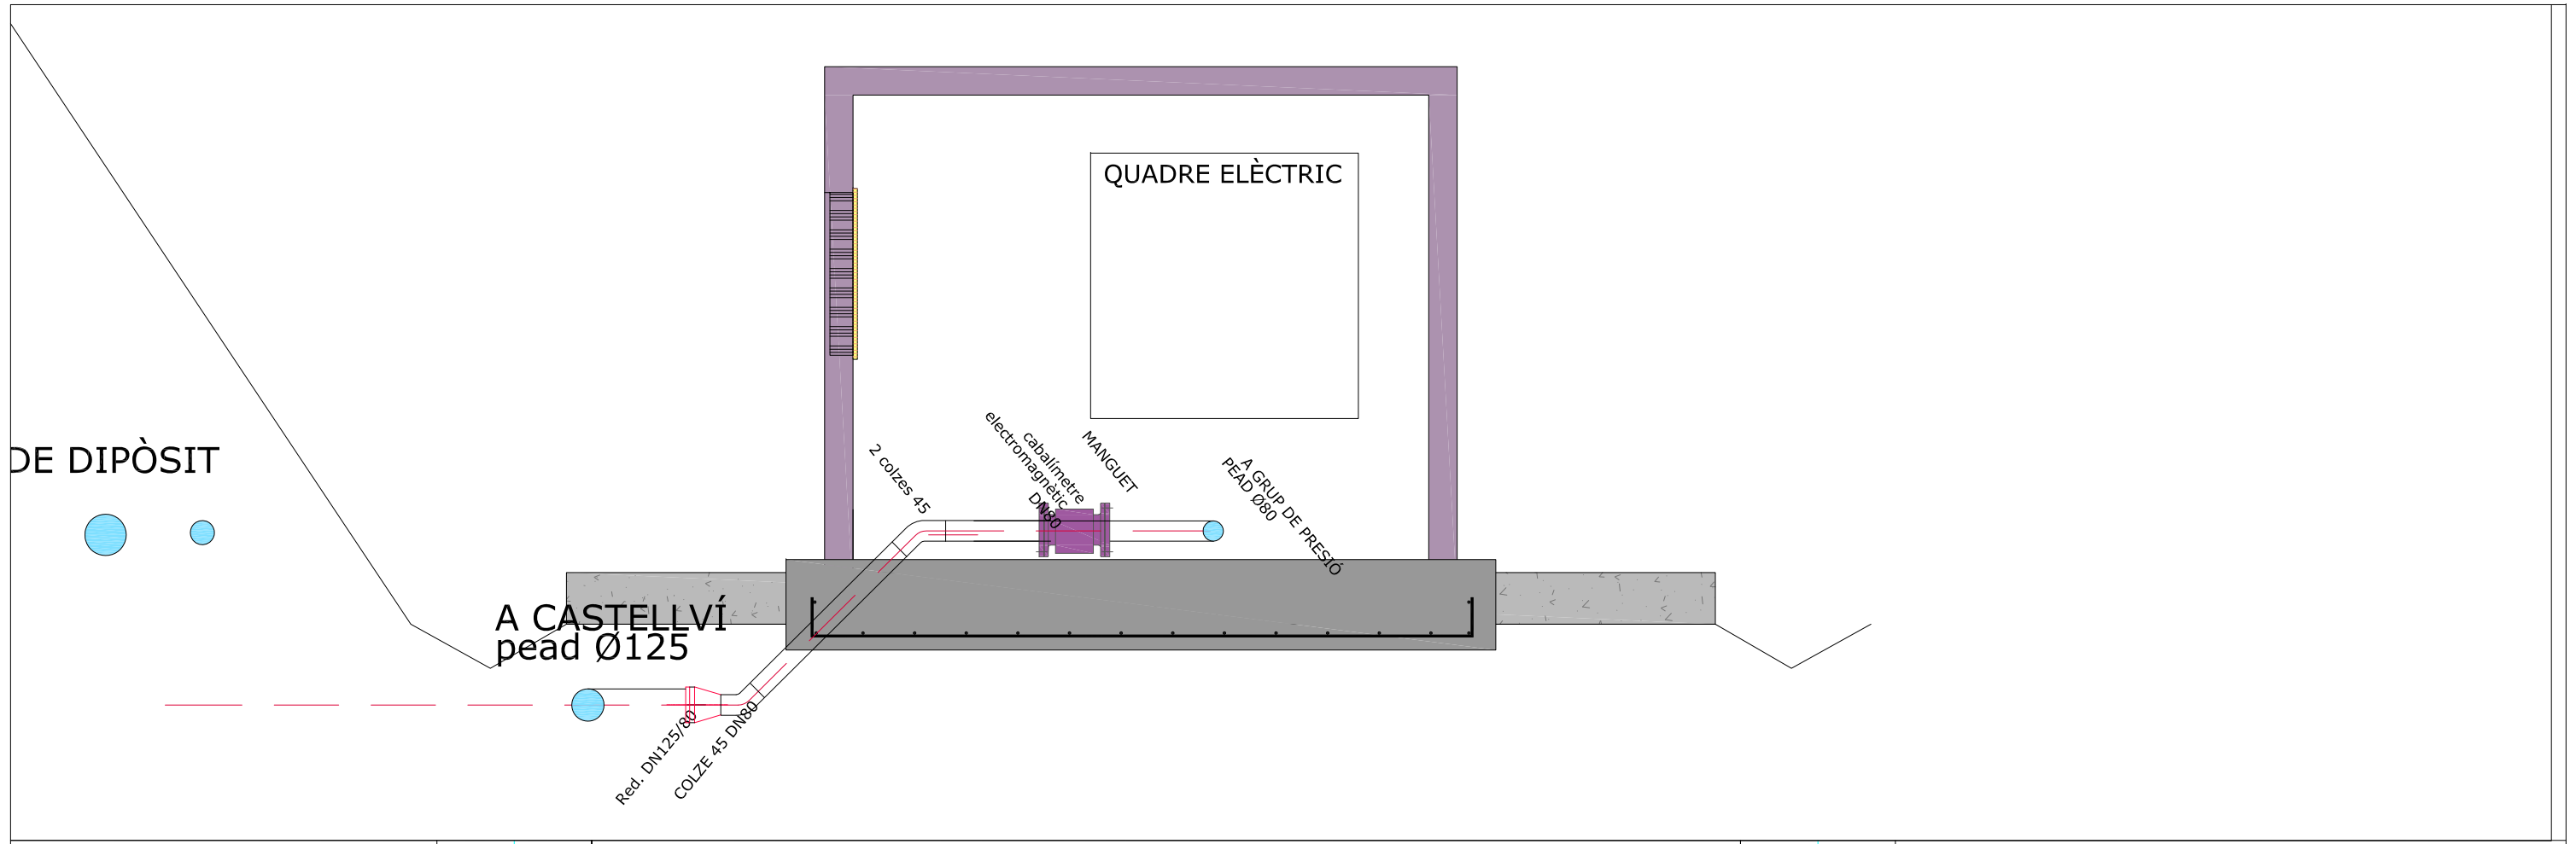 QUADRE ELÈCTRIC
DE DIPÒSIT
2 colzes 45
cabalímetre
electromagnètic
DN80
MANGUET
A GRUP DE PRESIÓ
PEAD Ø80
A CASTELLVÍ
pead Ø125
Red. DN125/80
COLZE 45 DN80